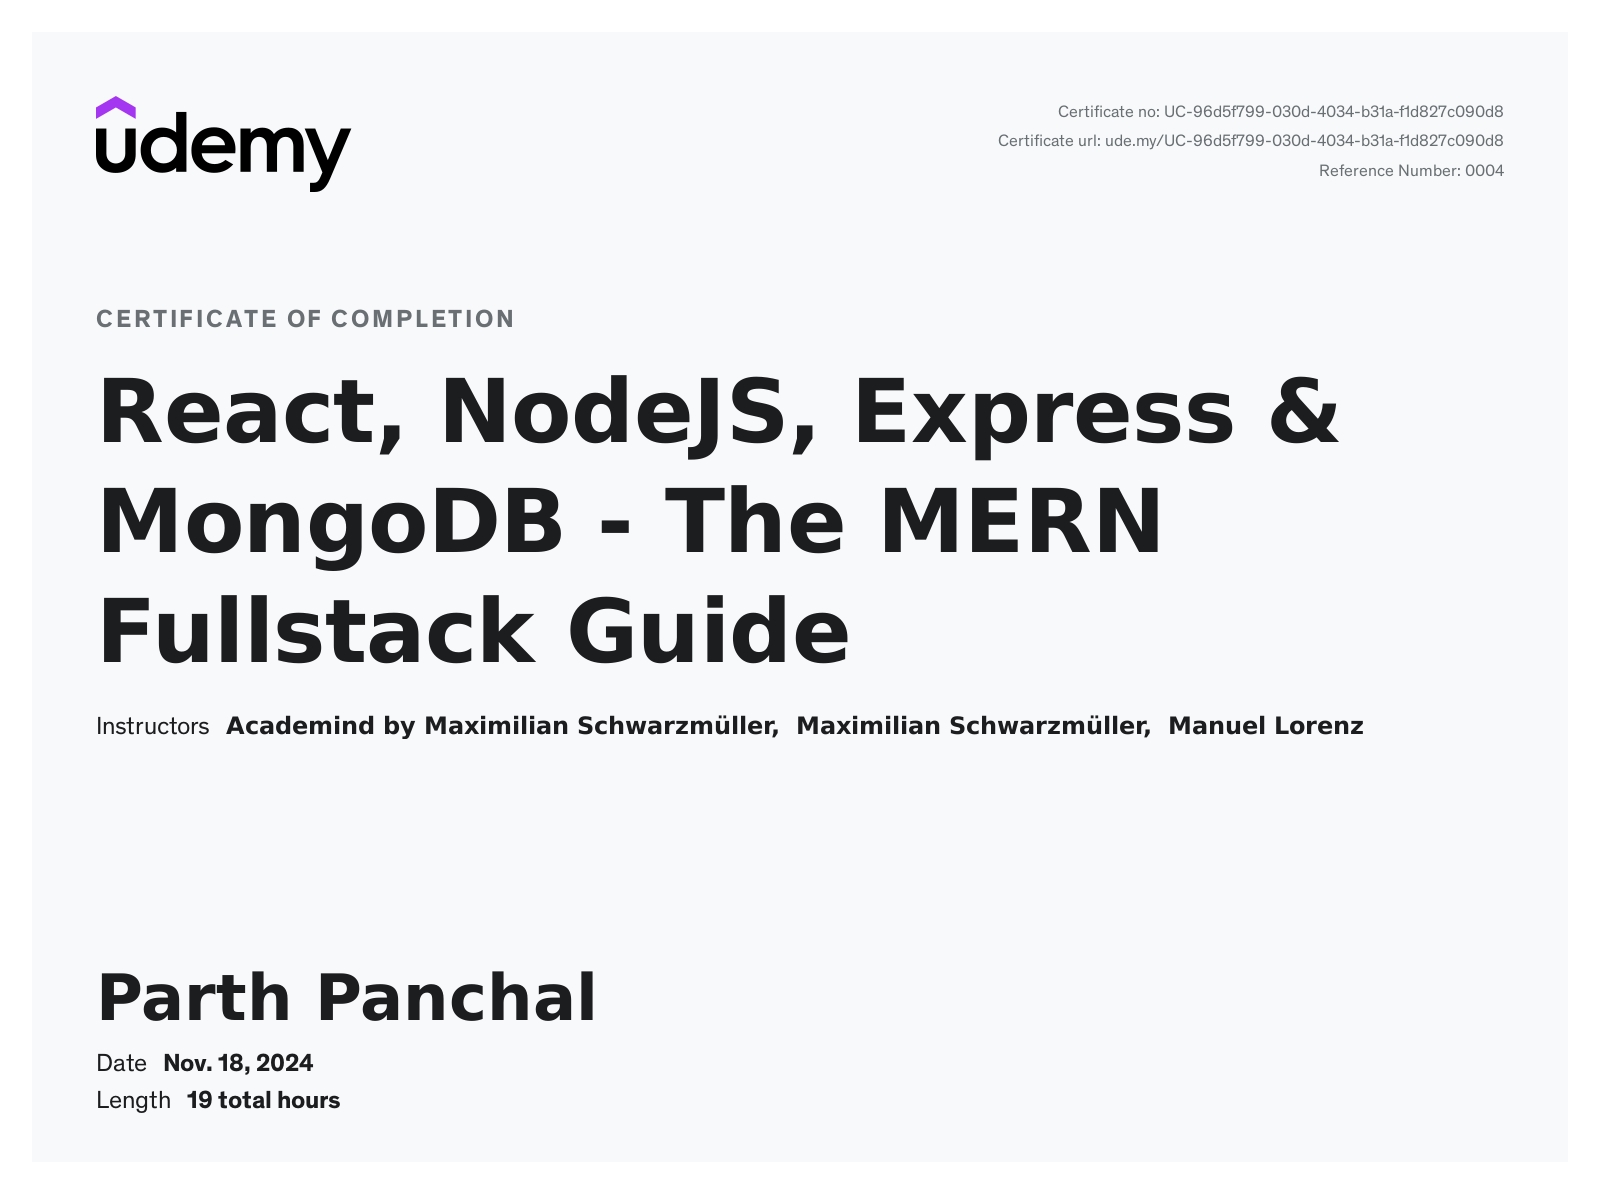 udemy
Certificate no: UC-96d5f799-030d-4034-b31a-f1d827c090d8
Certificate url: ude.my/UC-96d5f799-030d-4034-b31a-f1d827c090d8
Reference Number: 0004
CERTIFICATE OF COMPLETION
React, NodeJS, Express &
MongoDB - The MERN
Fullstack Guide
Instructors Academind by Maximilian Schwarzmüller, Maximilian Schwarzmüller, Manuel Lorenz
Parth Panchal
Date Nov. 18, 2024
Length 19 total hours